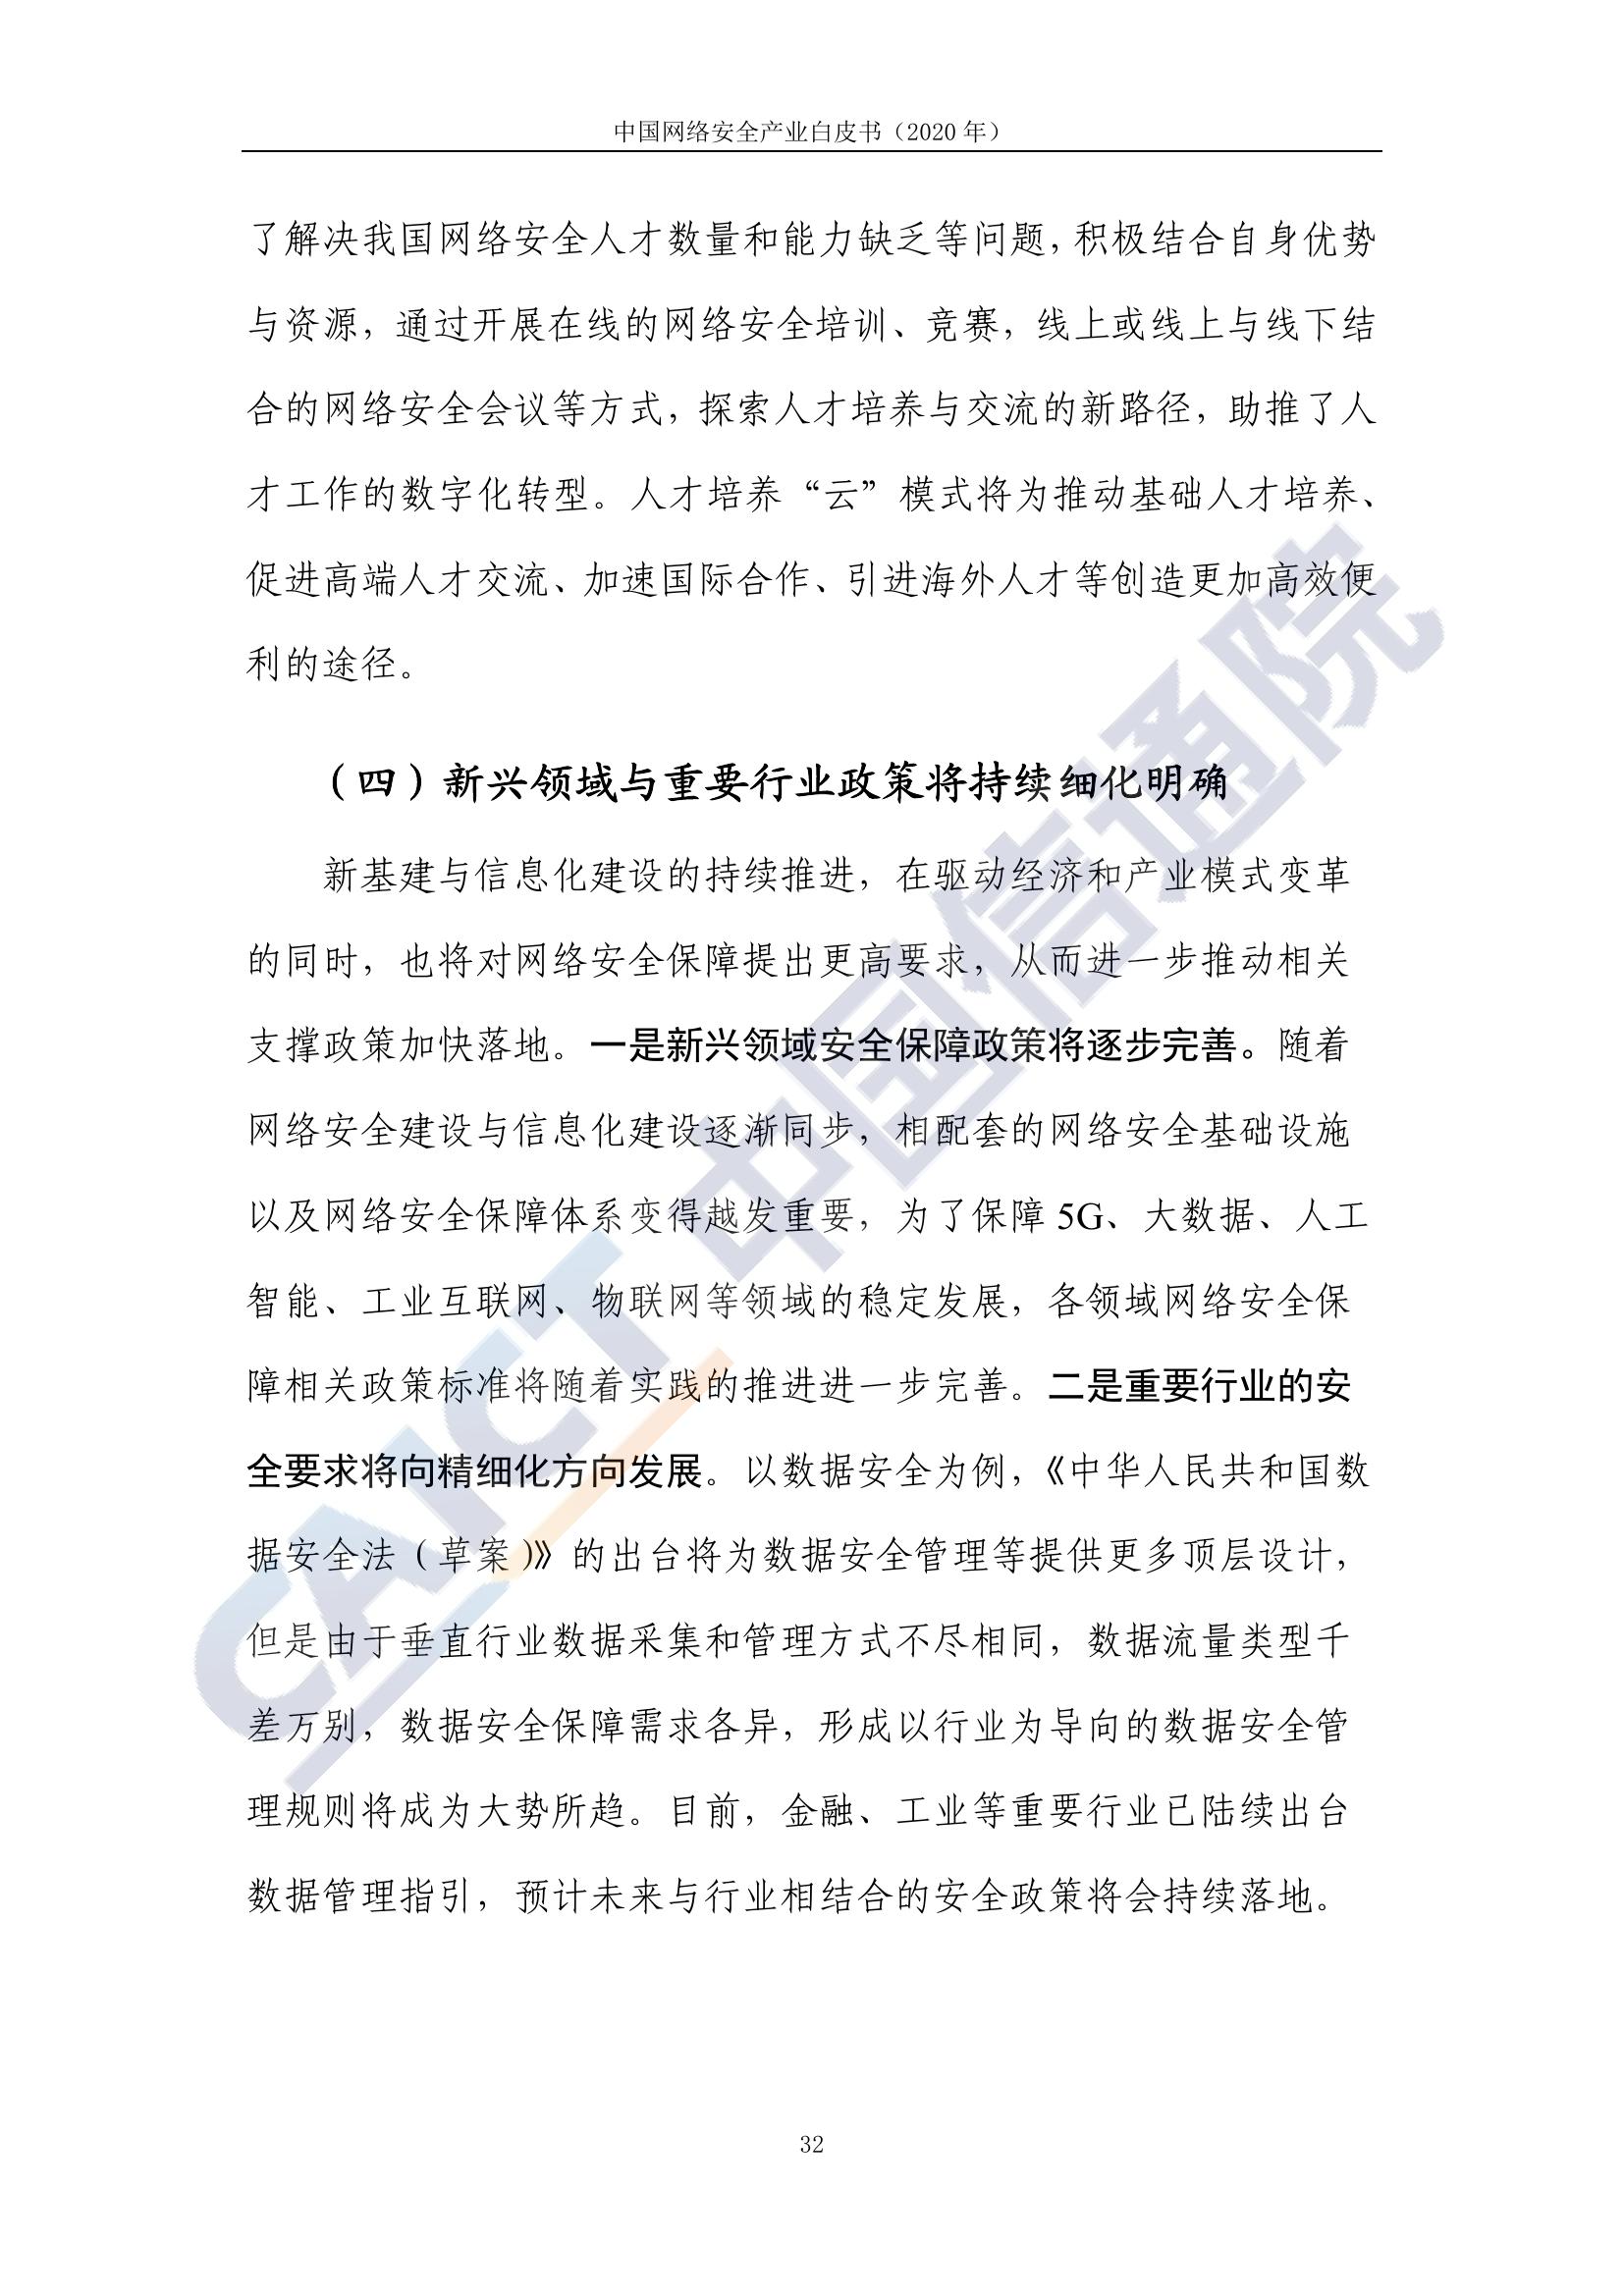 中国网络安全产业白皮书（2020 年）
了解决我国网络安全人才数量和能力缺乏等问题，积极结合自身优势
与资源，通过开展在线的网络安全培训、竞赛，线上或线上与线下结
合的网络安全会议等方式，探索人才培养与交流的新路径，助推了人
才工作的数字化转型。人才培养“云”模式将为推动基础人才培养、
促进高端人才交流、加速国际合作、引进海外人才等创造更加高效便
利的途径。
（四）新兴领域与重要行业政策将持续细化明确
新基建与信息化建设的持续推进，在驱动经济和产业模式变革
的同时，也将对网络安全保障提出更高要求，从而进一步推动相关
支撑政策加快落地。一是新兴领域安全保障政策将逐步完善。随着
网络安全建设与信息化建设逐渐同步，相配套的网络安全基础设施
以及网络安全保障体系变得越发重要，为了保障 5G、大数据、人工
智能、工业互联网、物联网等领域的稳定发展，各领域网络安全保
障相关政策标准将随着实践的推进进一步完善。二是重要行业的安
全要求将向精细化方向发展。以数据安全为例，《中华人民共和国数
据安全法（草案）》的出台将为数据安全管理等提供更多顶层设计，
但是由于垂直行业数据采集和管理方式不尽相同，数据流量类型千
差万别，数据安全保障需求各异，形成以行业为导向的数据安全管
理规则将成为大势所趋。目前，金融、工业等重要行业已陆续出台
数据管理指引，预计未来与行业相结合的安全政策将会持续落地。
32
CAICT 中国信通院